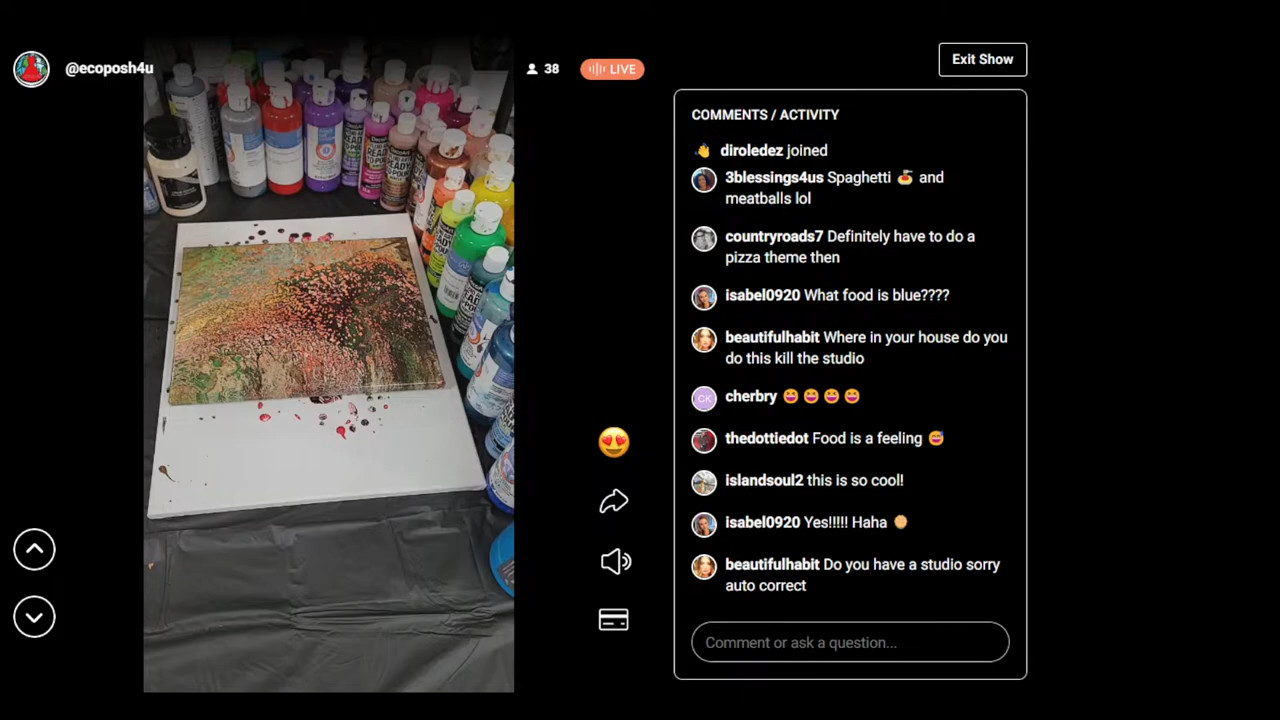 @ecoposh4u
38
LIVE
Exit Show
COMMENTS / ACTIVITY
👋 diroledez joined
3blessings4us Spaghetti 🍝 and
meatballs lol
countryroads7 Definitely have to do a
pizza theme then
isabel0920 What food is blue????
beautifulhabit Where in your house do you
do this kill the studio
CK
cherbry 😆 😆 😆 😆
thedottiedot Food is a feeling 😅
islandsoul2 this is so cool!
isabel0920 Yes!!!!! Haha
beautifulhabit Do you have a studio sorry
auto correct
Comment or ask a question...
READY